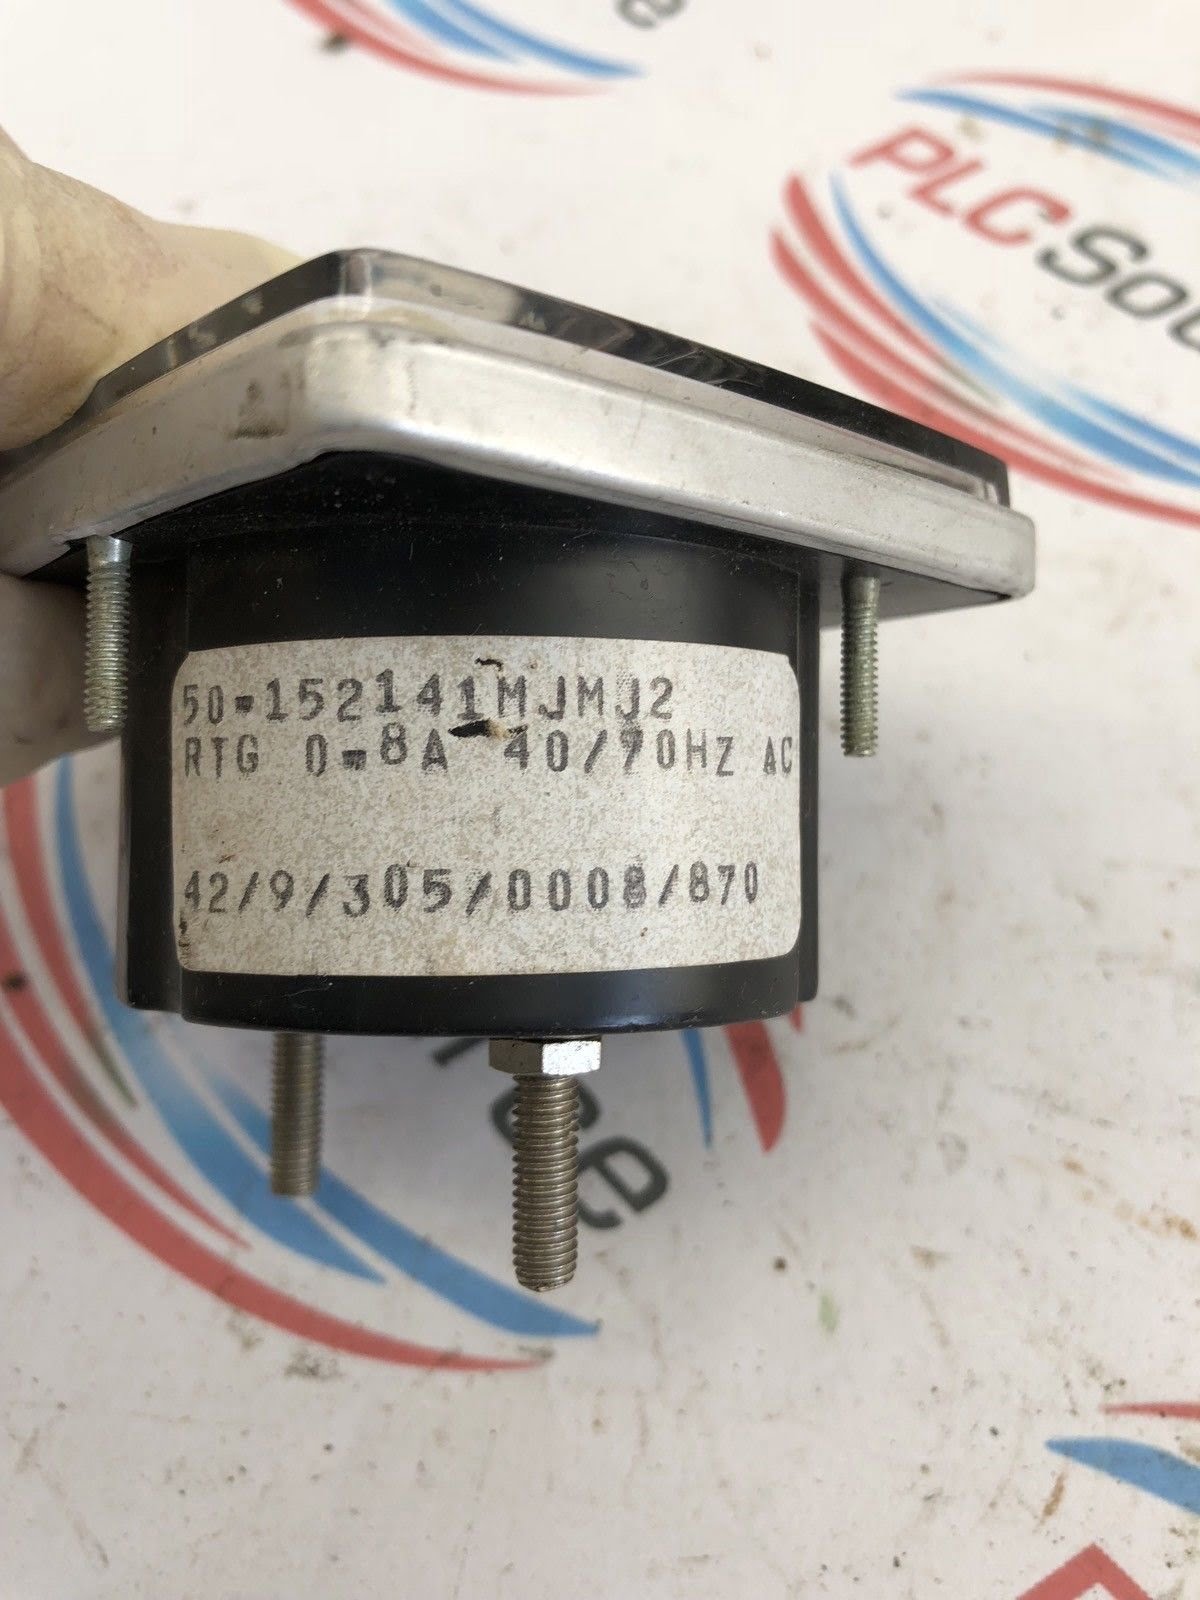 PLC Sou
50-152141MJMJ2
RTG 0-8A 40/70HZ AC
42/9/305/0008/870